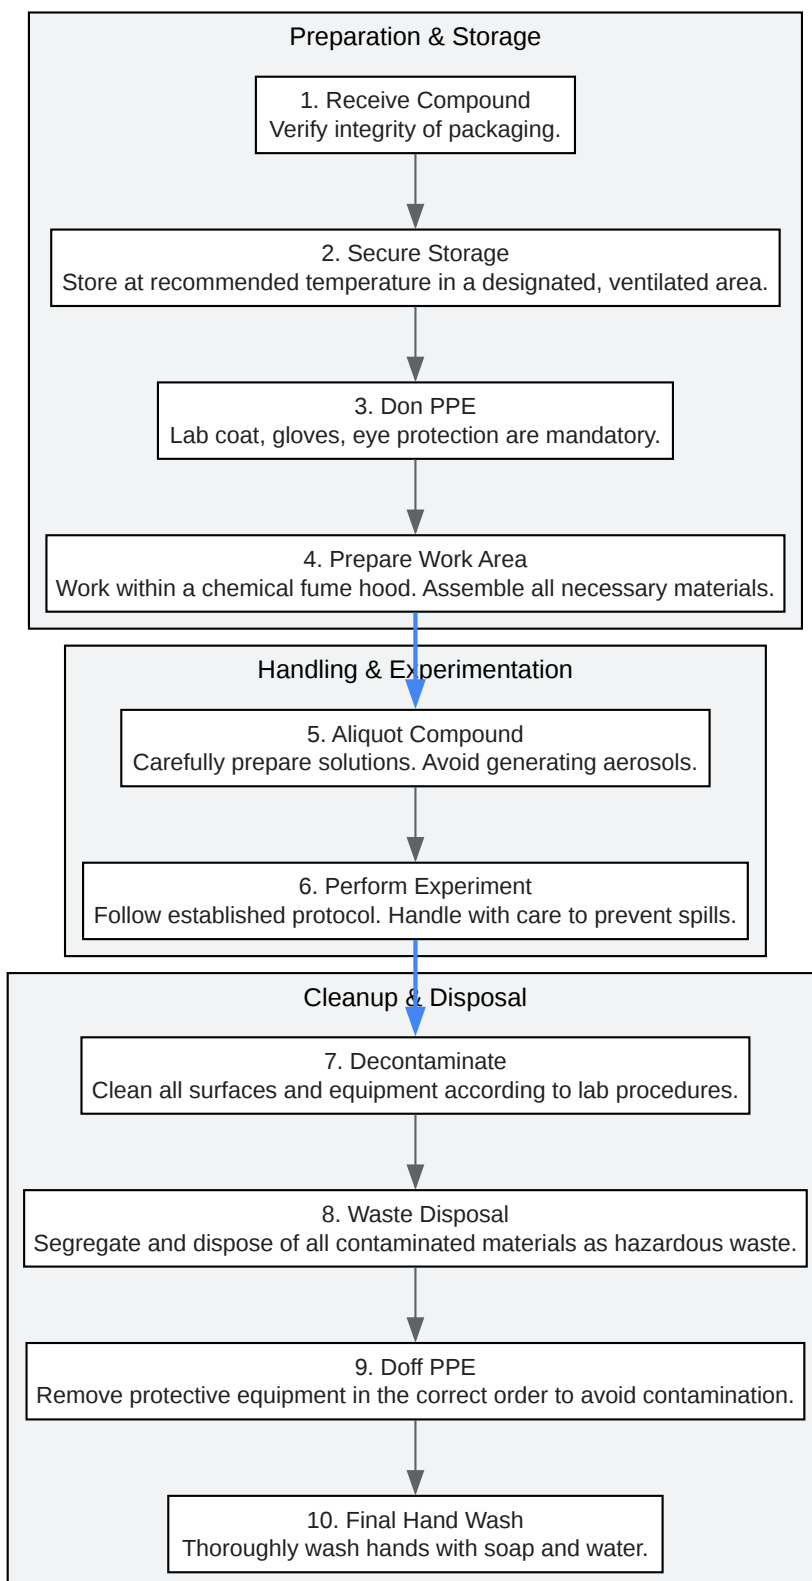 Preparation & Storage
1. Receive Compound
Verify integrity of packaging.
2. Secure Storage
Store at recommended temperature in a designated, ventilated area.
3. Don PPE
Lab coat, gloves, eye protection are mandatory.
4. Prepare Work Area
Work within a chemical fume hood. Assemble all necessary materials.
Handling & Experimentation
5. Aliquot Compound
Carefully prepare solutions. Avoid generating aerosols.
6. Perform Experiment
Follow established protocol. Handle with care to prevent spills.
Cleanup & Disposal
7. Decontaminate
Clean all surfaces and equipment according to lab procedures.
8. Waste Disposal
Segregate and dispose of all contaminated materials as hazardous waste.
9. Doff PPE
Remove protective equipment in the correct order to avoid contamination.
10. Final Hand Wash
Thoroughly wash hands with soap and water.